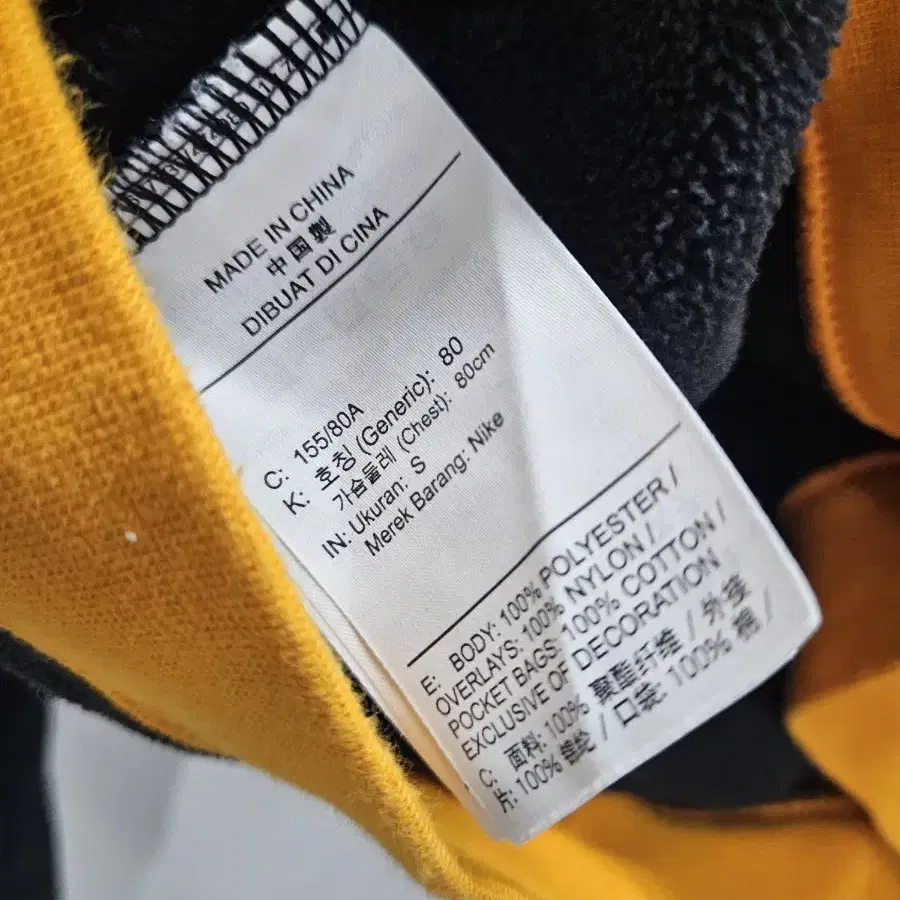 MADE IN CHINA
中国製
DIBUAT DI CINA
C: 155/80A
K: 호칭 (Generic): 80
가슴둘레 (Chest): 80cm
IN: Ukuran: S
Merek Barang: Nike
E: BODY: 100% POLYESTER /
OVERLAYS: 100% NYLON /
POCKET BAGS: 100% COTTON /
EXCLUSIVE OF DECORATION
C: 面料: 100% 聚酯纤维 / 外接
片: 100% 锦纶 / 口袋: 100% 棉 /